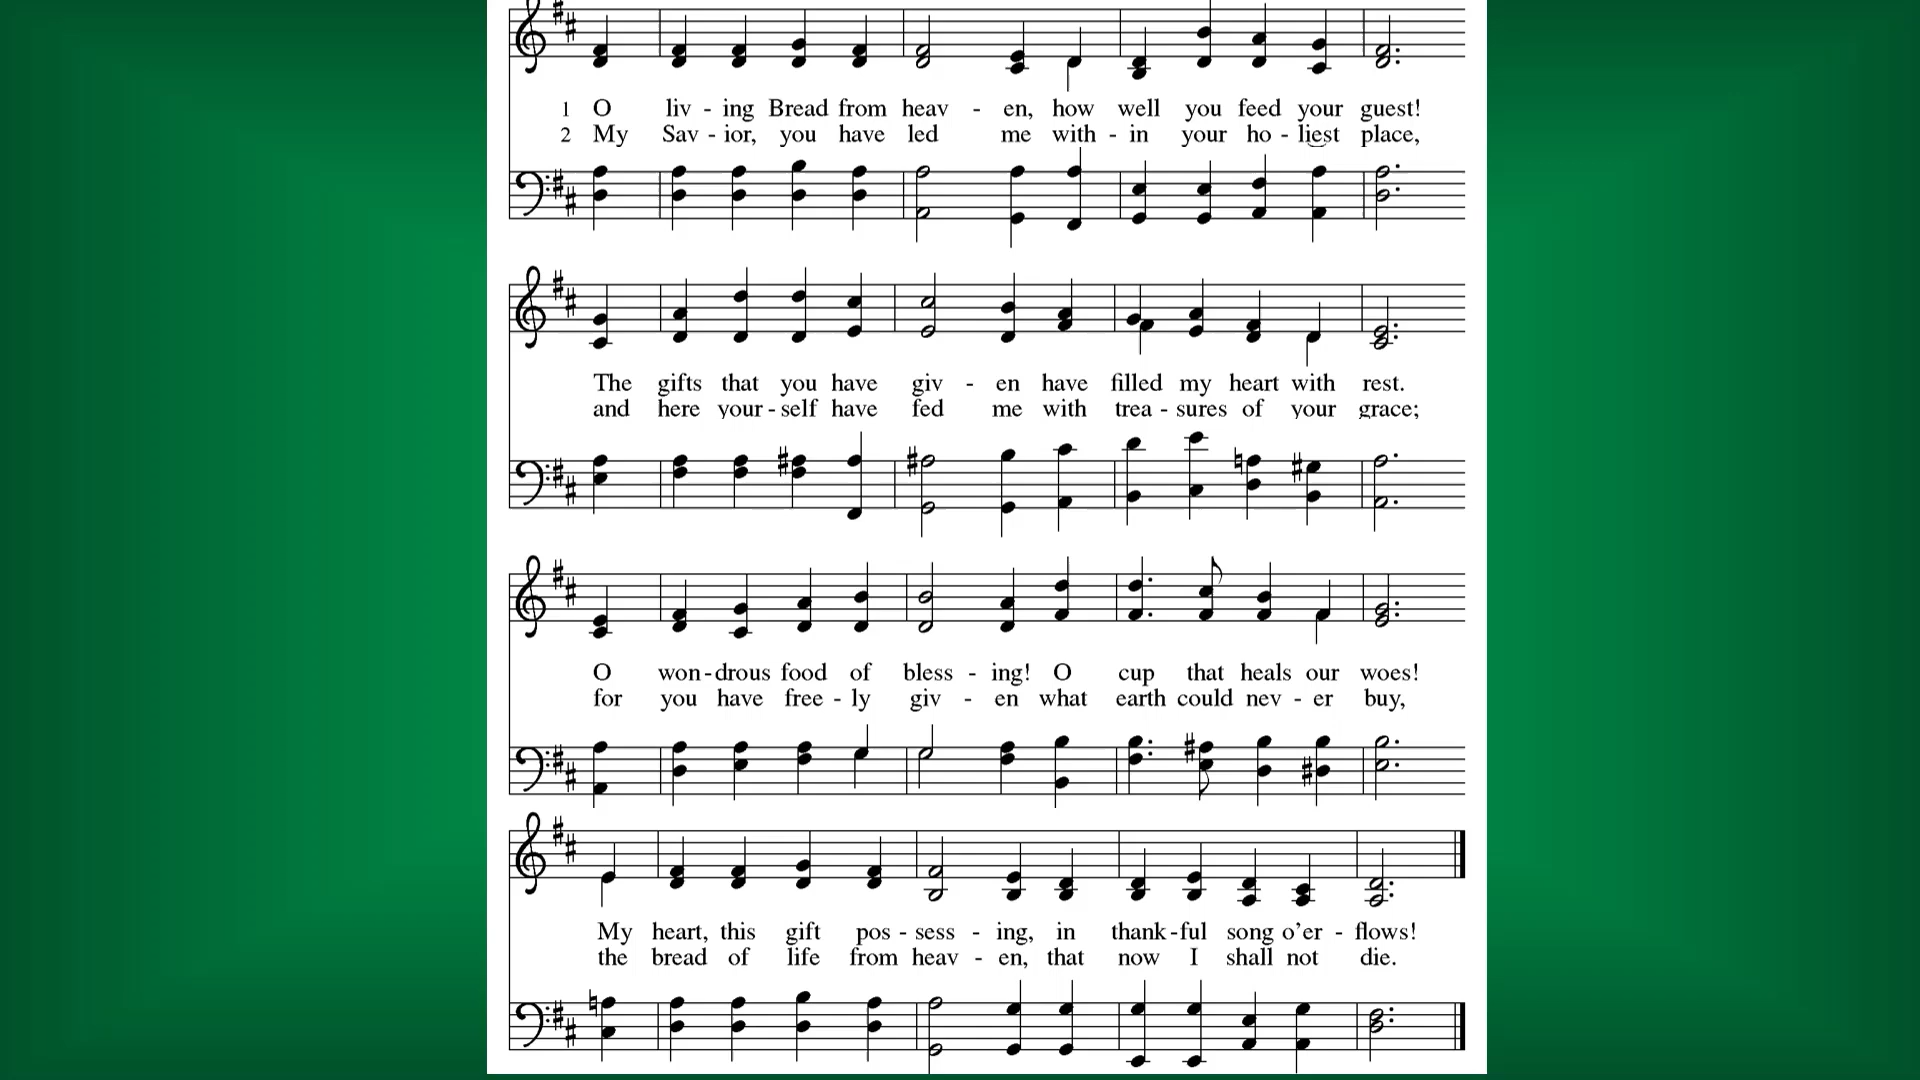 1 O liv - ing Bread from heav - en, how well you feed your guest!
2 My Sav - ior, you have led me with - in your ho - liest place,
The gifts that you have giv - en have filled my heart with rest.
and here your - self have fed me with trea - sures of your grace;
O won - drous food of bless - ing! O cup that heals our woes!
for you have free - ly giv - en what earth could nev - er buy,
My heart, this gift pos - sess - ing, in thank - ful song o’er - flows!
the bread of life from heav - en, that now I shall not die.